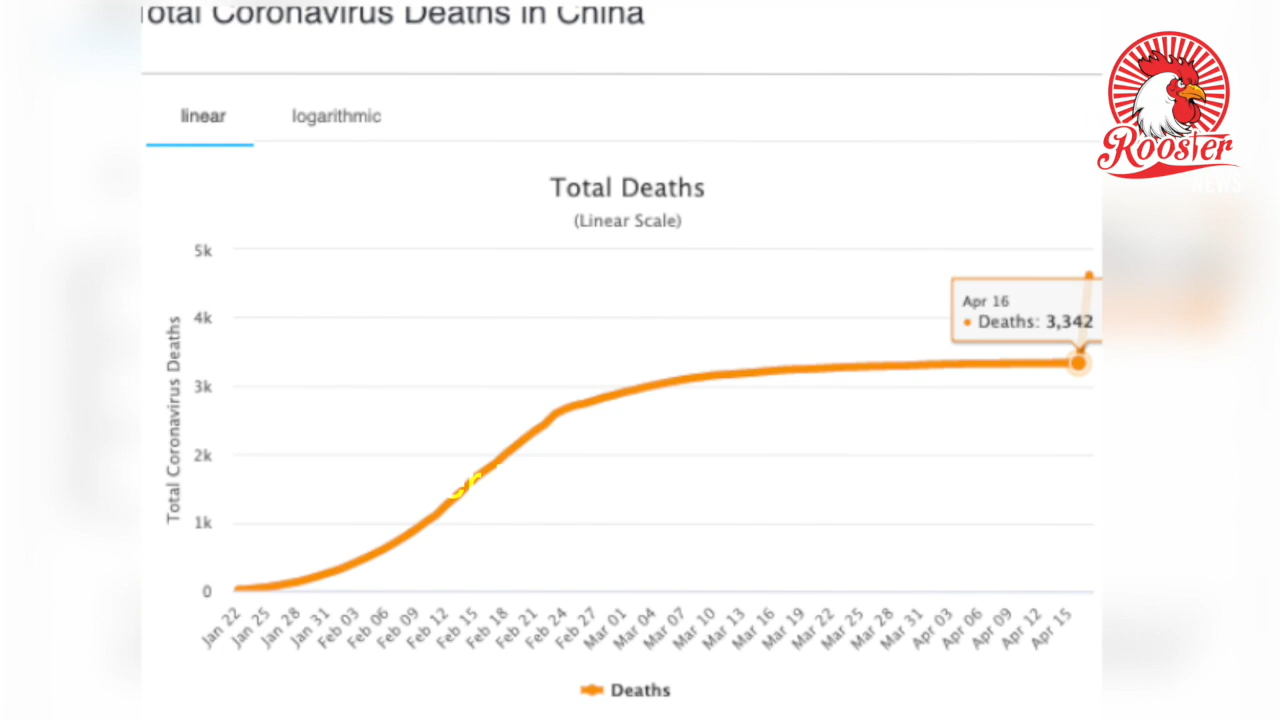 Total Coronavirus Deaths in China
linear
logarithmic
Rooster
NEWS
Total Deaths
(Linear Scale)
Total Coronavirus Deaths
5k
4k
3k
2k
1k
0
Apr 16
Deaths: 3,342
Jan 22
Jan 25
Jan 28
Jan 31
Feb 03
Feb 06
Feb 09
Feb 12
Feb 15
Feb 18
Feb 21
Feb 24
Feb 27
Mar 01
Mar 04
Mar 07
Mar 10
Mar 13
Mar 16
Mar 19
Mar 22
Mar 25
Mar 28
Mar 31
Apr 03
Apr 06
Apr 09
Apr 12
Apr 15
Deaths